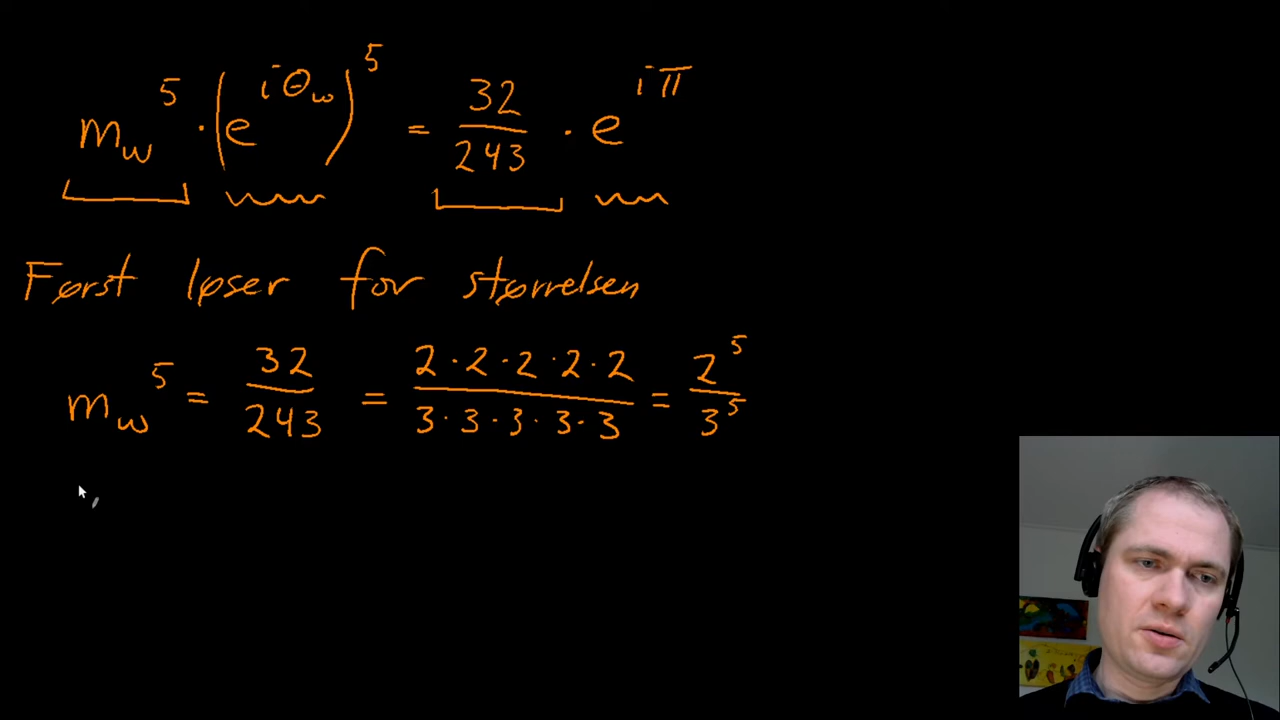 m_w^5 · (e^{iθ_w})^5 = 32/243 · e^{iπ}
Først løser for størrelsen
m_w^5 = 32/243 = 2·2·2·2·2/3·3·3·3·3 = 2^5/3^5